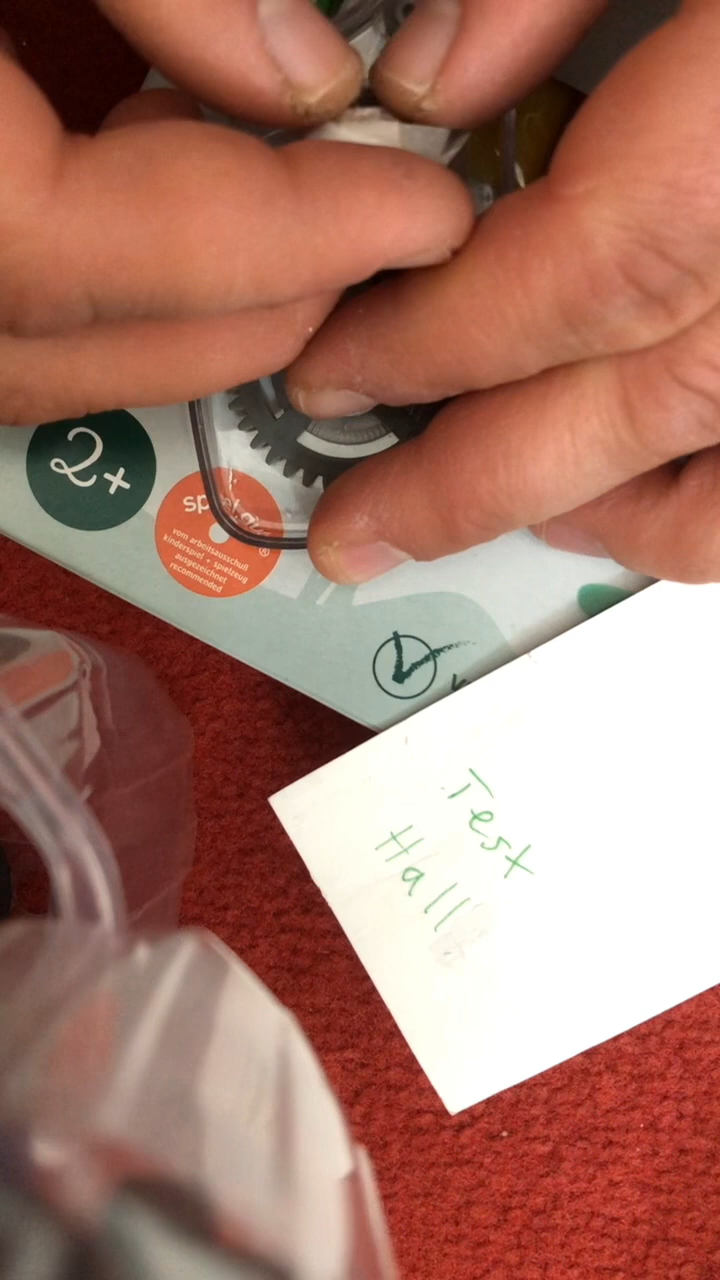 2+
spiel gut
®
vom arbeitsausschuß
kinderspiel + spielzeug
ausgezeichnet
recommended
Test
Hall